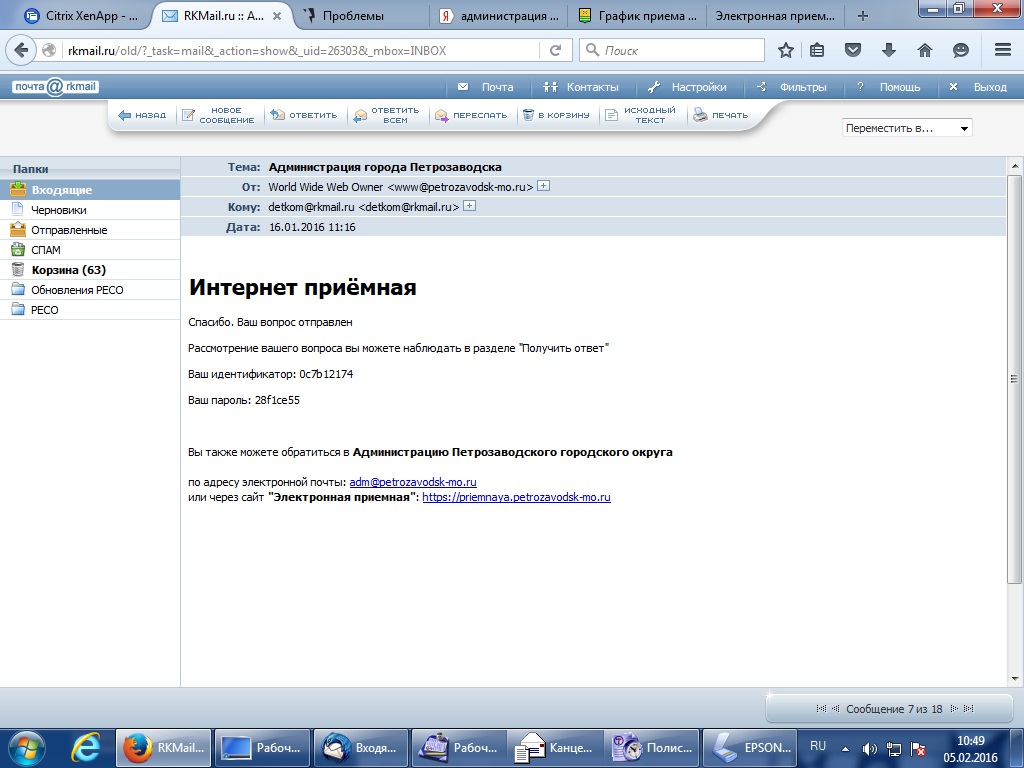 Citrix XenApp - ...
RKMail.ru :: А...
Проблемы
администрация ...
График приема ...
Электронная прием...
rkmail.ru/old/?_task=mail&_action=show&_uid=26303&_mbox=INBOX
Поиск
почта@rkmail
Почта
Контакты
Настройки
Фильтры
Помощь
Выход
НАЗАД
НОВОЕ СООБЩЕНИЕ
ОТВЕТИТЬ
ОТВЕТИТЬ ВСЕМ
ПЕРЕСЛАТЬ
В КОРЗИНУ
ИСХОДНЫЙ ТЕКСТ
ПЕЧАТЬ
Переместить в...
Папки
Входящие
Черновики
Отправленные
СПАМ
Корзина (63)
Обновления РЕСО
РЕСО
Тема: Администрация города Петрозаводска
От: World Wide Web Owner <www@petrozavodsk-mo.ru>
Кому: detkom@rkmail.ru <detkom@rkmail.ru>
Дата: 16.01.2016 11:16
Интернет приёмная
Спасибо. Ваш вопрос отправлен
Рассмотрение вашего вопроса вы можете наблюдать в разделе "Получить ответ"
Ваш идентификатор: 0c7b12174
Ваш пароль: 28f1ce55
Вы также можете обратиться в Администрацию Петрозаводского городского округа
по адресу электронной почты: adm@petrozavodsk-mo.ru
или через сайт "Электронная приемная": https://priemnaya.petrozavodsk-mo.ru
Сообщение 7 из 18
RKMail...
Рабоч...
Входя...
Рабоч...
Канце...
Полис...
EPSON...
RU
10:49
05.02.2016